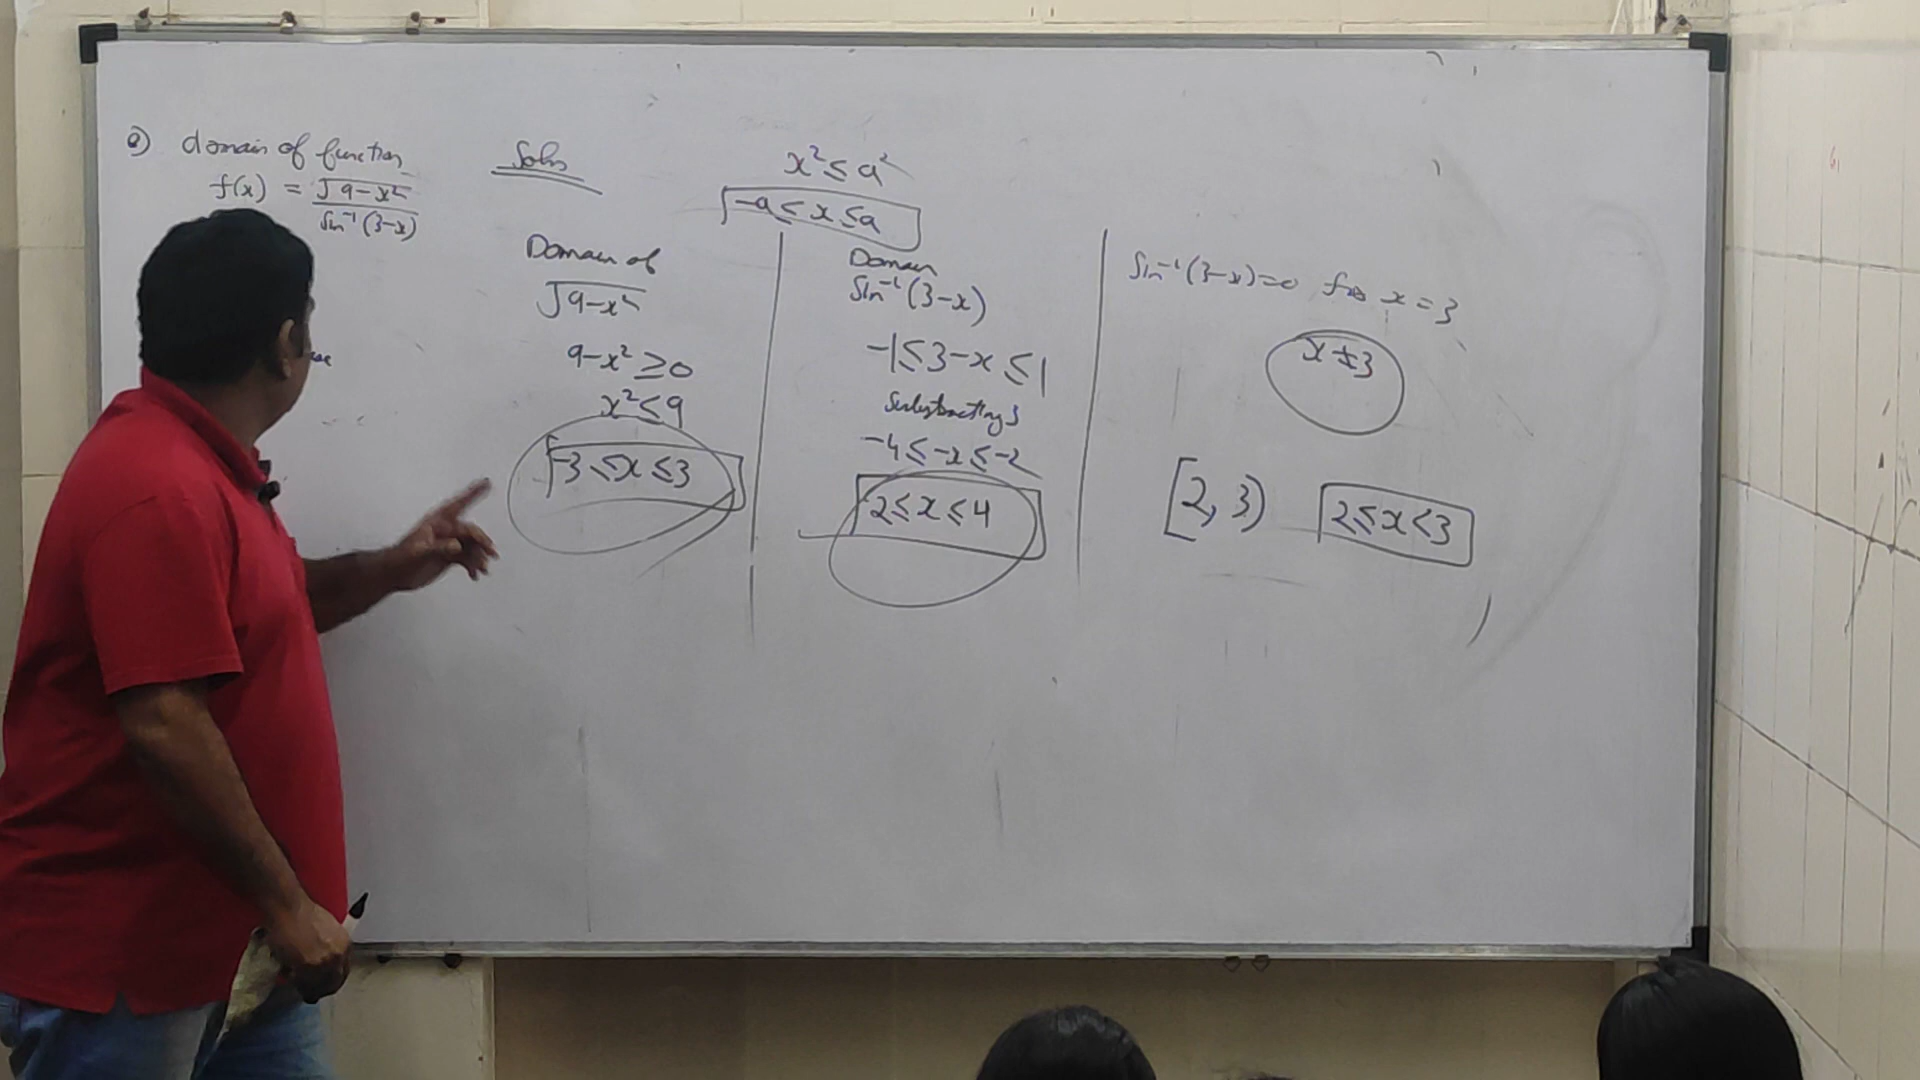 Q) domain of function
f(x) = √9-x²
Sin⁻¹(3-x)
Soln
x² ≤ a²
-a ≤ x ≤ a
Domain of
√9-x²
9-x² ≥ 0
x² ≤ 9
-3 ≤ x ≤ 3
Domain
Sin⁻¹(3-x)
-1 ≤ 3-x ≤ 1
Subtracting 3
-4 ≤ -x ≤ -2
2 ≤ x ≤ 4
Sin⁻¹(3-x)=0 for x = 3
x ≠ 3
[2, 3)
2 ≤ x < 3